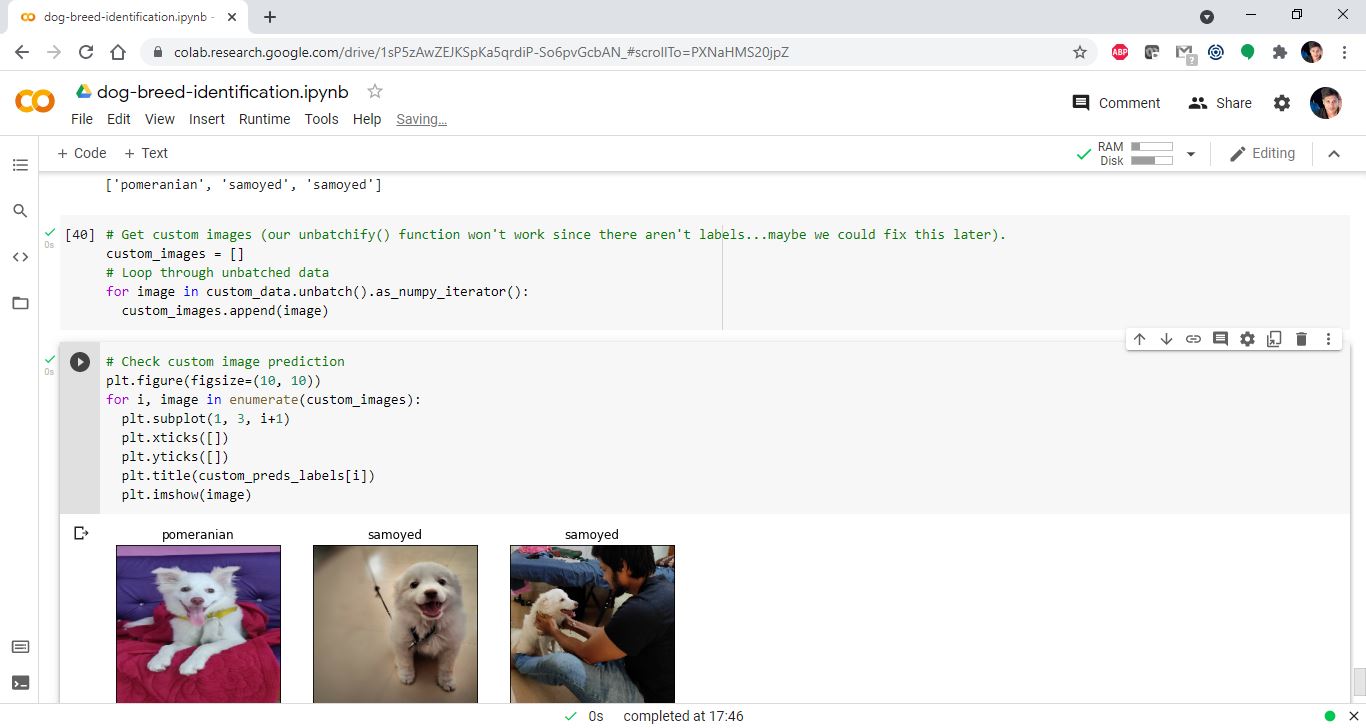 dog-breed-identification.ipynb -
colab.research.google.com/drive/1sP5zAwZEJKSpKa5qrdiP-So6pvGcbAN_#scrollTo=PXNaHMS20jpZ
ABP
?
dog-breed-identification.ipynb
Comment
Share
File Edit View Insert Runtime Tools Help Saving...
+ Code + Text
RAM
Disk
Editing
['pomeranian', 'samoyed', 'samoyed']
0s
[40] # Get custom images (our unbatchify() function won't work since there aren't labels...maybe we could fix this later).
custom_images = []
# Loop through unbatched data
for image in custom_data.unbatch().as_numpy_iterator():
  custom_images.append(image)
0s
# Check custom image prediction
plt.figure(figsize=(10, 10))
for i, image in enumerate(custom_images):
  plt.subplot(1, 3, i+1)
  plt.xticks([])
  plt.yticks([])
  plt.title(custom_preds_labels[i])
  plt.imshow(image)
pomeranian samoyed samoyed
0s completed at 17:46